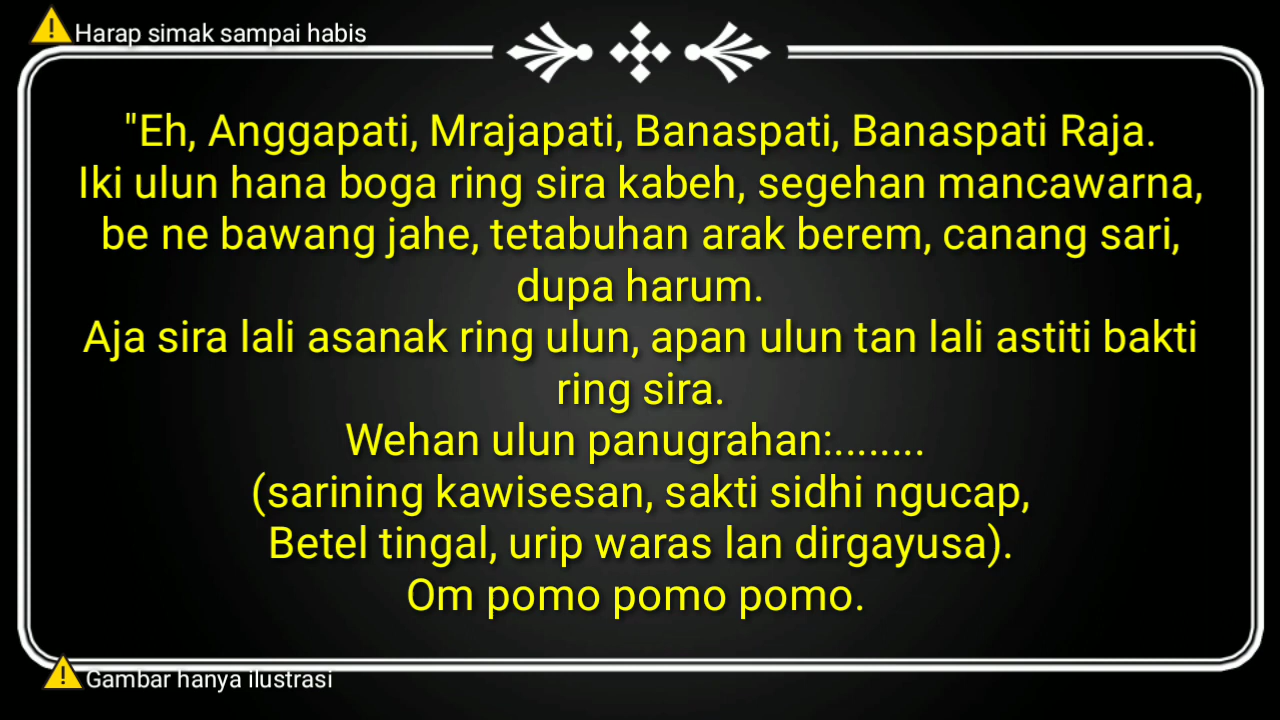 Harap simak sampai habis
"Eh, Anggapati, Mrajapati, Banaspati, Banaspati Raja.
Iki ulun hana boga ring sira kabeh, segehan mancawarna,
be ne bawang jahe, tetabuhan arak berem, canang sari,
dupa harum.
Aja sira lali asanak ring ulun, apan ulun tan lali astiti bakti
ring sira.
Wehan ulun panugrahan:........
(sarining kawisesan, sakti sidhi ngucap,
Betel tingal, urip waras lan dirgayusa).
Om pomo pomo pomo.
Gambar hanya ilustrasi